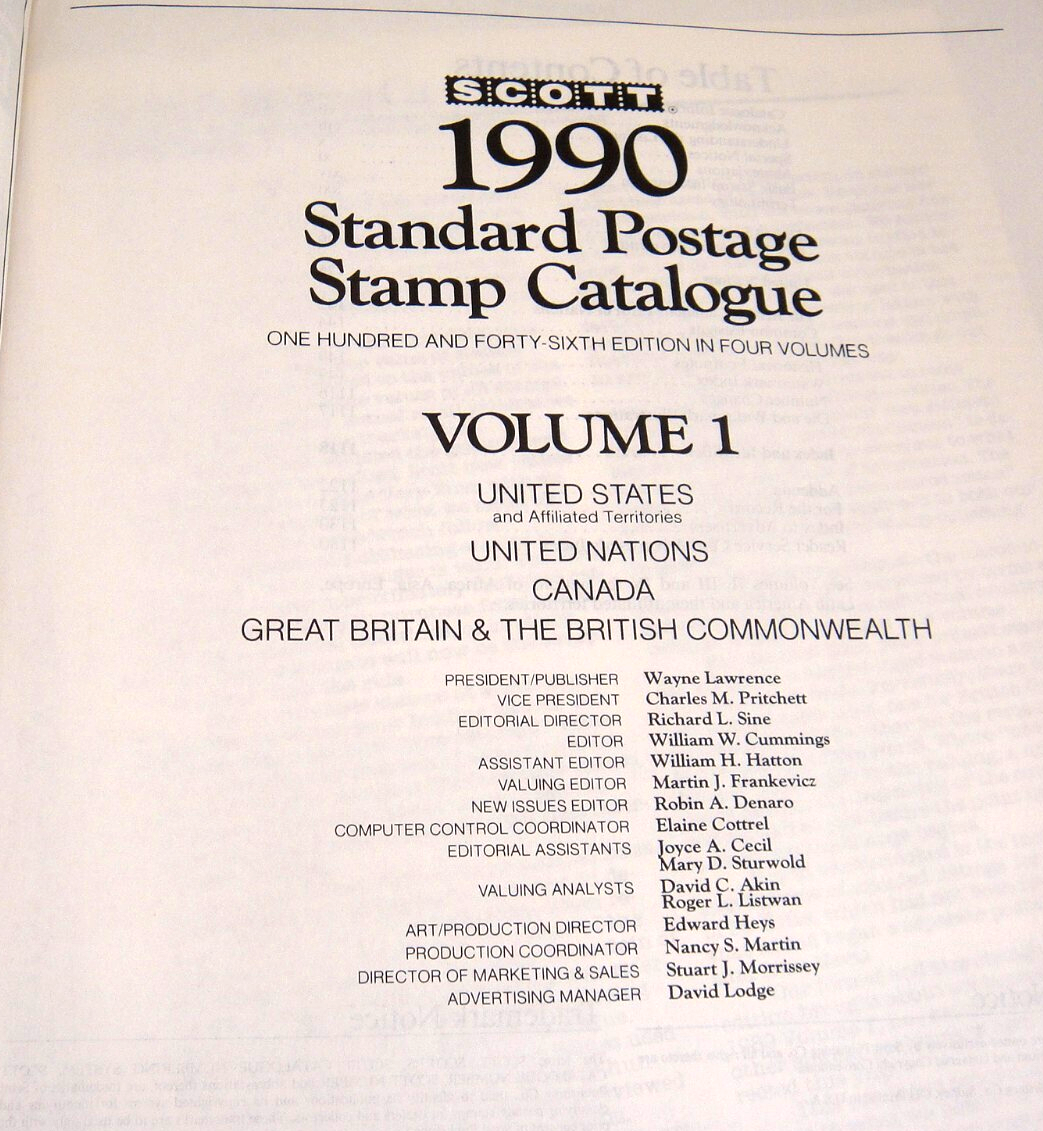 SCOTT®
1990
Standard Postage
Stamp Catalogue
ONE HUNDRED AND FORTY-SIXTH EDITION IN FOUR VOLUMES
VOLUME 1
UNITED STATES
and Affiliated Territories
UNITED NATIONS
CANADA
GREAT BRITAIN & THE BRITISH COMMONWEALTH
PRESIDENT/PUBLISHER Wayne Lawrence
VICE PRESIDENT Charles M. Pritchett
EDITORIAL DIRECTOR Richard L. Sine
EDITOR William W. Cummings
ASSISTANT EDITOR William H. Hatton
VALUING EDITOR Martin J. Frankevicz
NEW ISSUES EDITOR Robin A. Denaro
COMPUTER CONTROL COORDINATOR Elaine Cottrel
EDITORIAL ASSISTANTS Joyce A. Cecil
Mary D. Sturwold
VALUING ANALYSTS David C. Akin
Roger L. Listwan
ART/PRODUCTION DIRECTOR Edward Heys
PRODUCTION COORDINATOR Nancy S. Martin
DIRECTOR OF MARKETING & SALES Stuart J. Morrissey
ADVERTISING MANAGER David Lodge